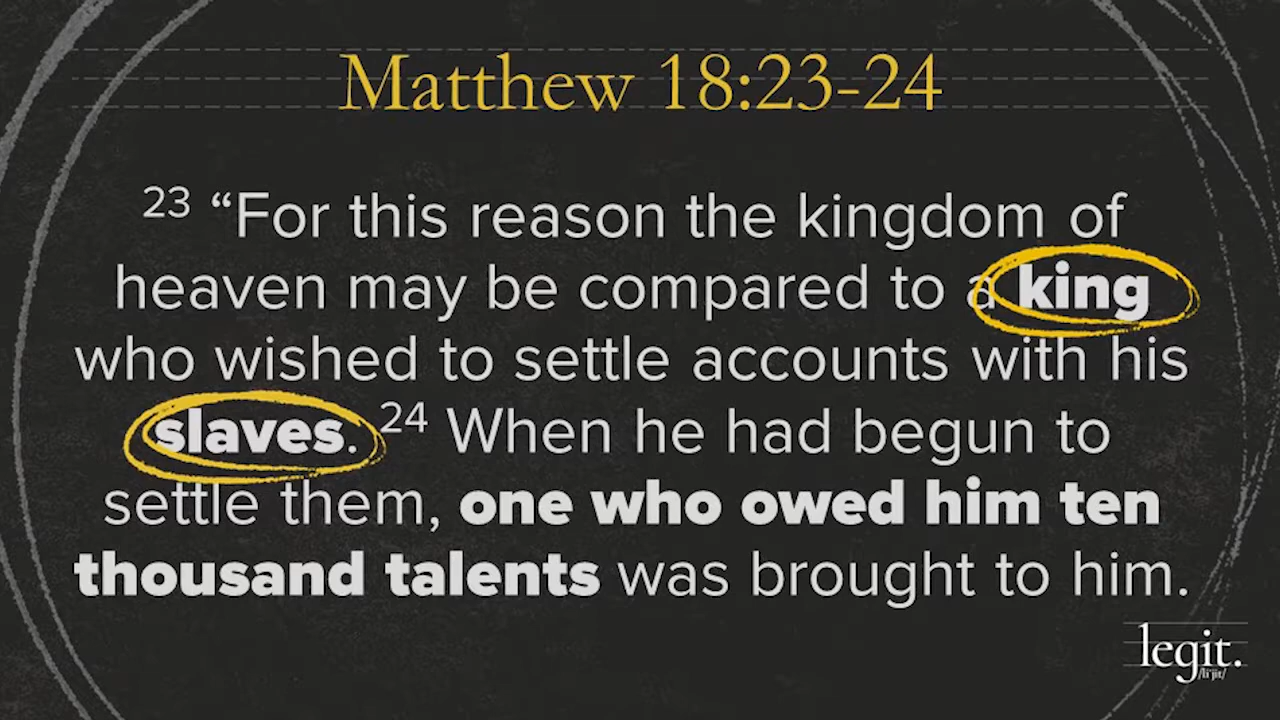 Matthew 18:23-24
23 “For this reason the kingdom of
heaven may be compared to a king
who wished to settle accounts with his
slaves. 24 When he had begun to
settle them, one who owed him ten
thousand talents was brought to him.
legit.